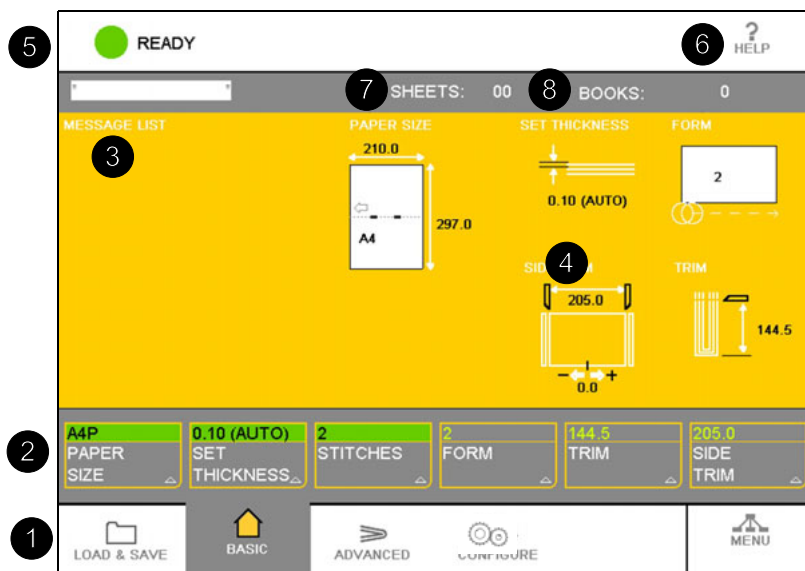 5
READY
6
?
HELP
* *
7
SHEETS: 00
8
BOOKS: 0
MESSAGE LIST
3
PAPER SIZE
210.0
297.0
A4
SET THICKNESS
0.10 (AUTO)
FORM
2
4
205.0
- +
0.0
TRIM
144.5
2
A4P
PAPER
SIZE
0.10 (AUTO)
SET
THICKNESS
2
STITCHES
2
FORM
144.5
TRIM
205.0
SIDE
TRIM
1
LOAD & SAVE
BASIC
ADVANCED
CONFIGURE
MENU